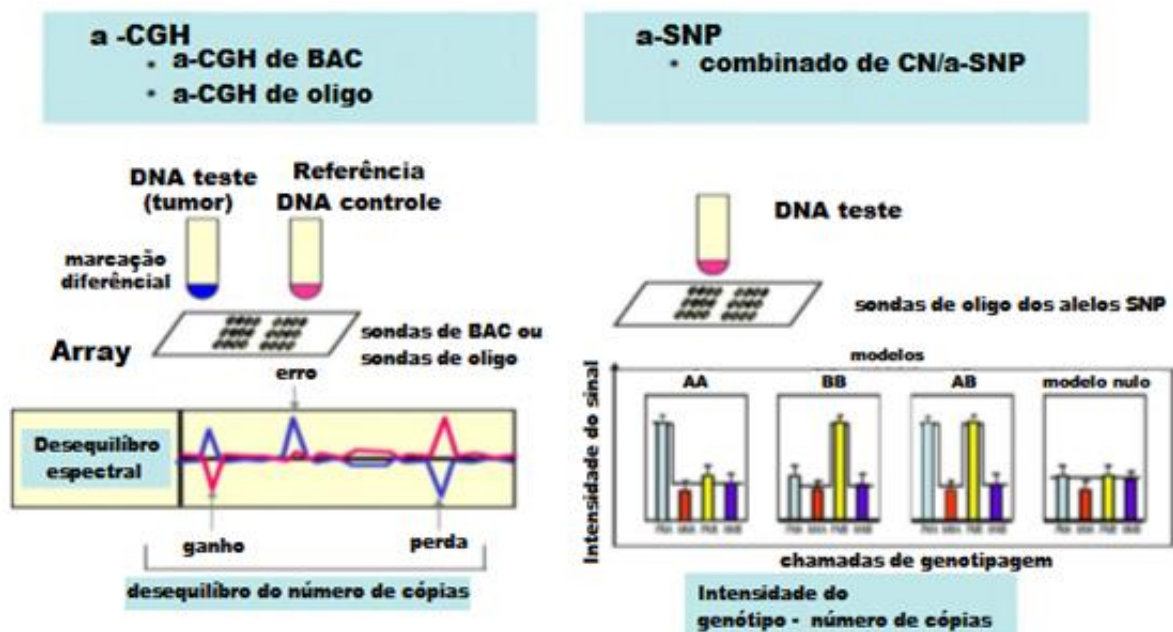 a -CGH
• a-CGH de BAC
• a-CGH de oligo
DNA teste
(tumor)
Referência
DNA controle
marcação
diferéncial
Array
sondas de BAC ou
sondas de oligo
erro
Desequilíbro
espectral
ganho
perda
desequilíbro do número de cópias
a-SNP
• combinado de CN/a-SNP
DNA teste
sondas de oligo dos alelos SNP
modelos
Intensidade do sinal
AA
BB
AB
modelo nulo
chamadas de genotipagem
Intensidade do
genótipo - número de cópias